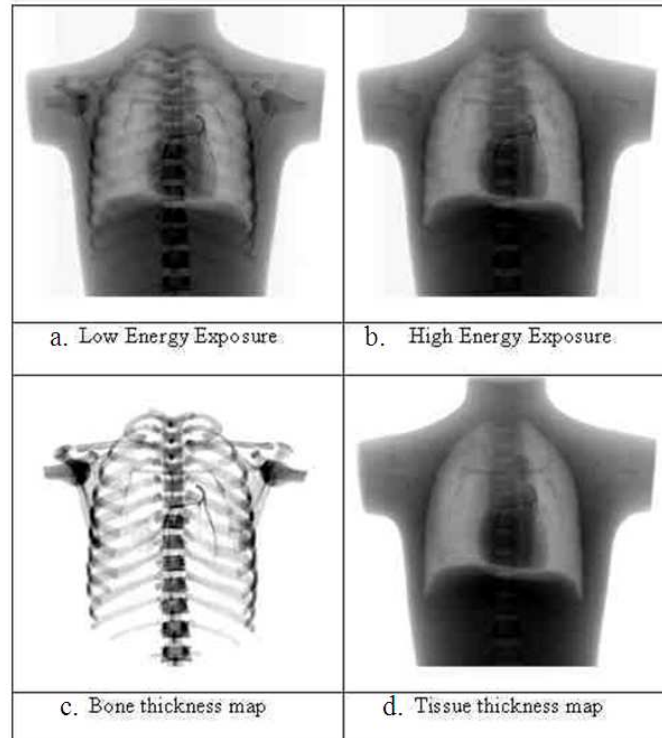 a. Low Energy Exposure
b. High Energy Exposure
c. Bone thickness map
d. Tissue thickness map